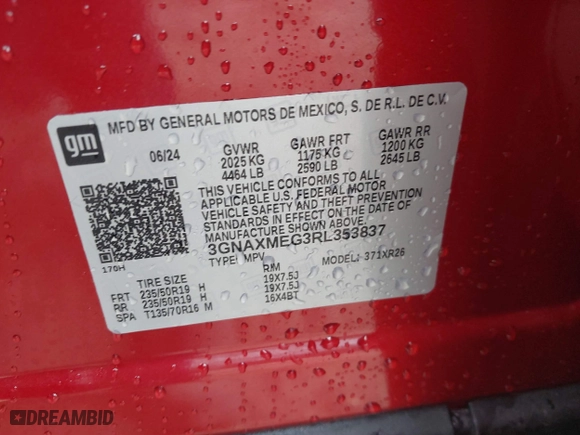 gm
MFD BY GENERAL MOTORS DE MEXICO, S. DE R.L. DE C.V.
06/24 GVWR GAWR FRT GAWR RR
2025 KG 1175 KG 1200 KG
4464 LB 2590 LB 2645 LB
THIS VEHICLE CONFORMS TO ALL
APPLICABLE U.S. FEDERAL MOTOR
VEHICLE SAFETY AND THEFT PREVENTION
STANDARDS IN EFFECT ON THE DATE OF
MANUFACTURE SHOWN ABOVE.
3GNAXMEG3RL353837
170H TYPE: MPV MODEL: 371XR26
TIRE SIZE RIM
FRT 235/50R19 H 19X7.5J
RR 235/50R19 H 19X7.5J
SPA T135/70R16 M 16X4BT
DREAMBID